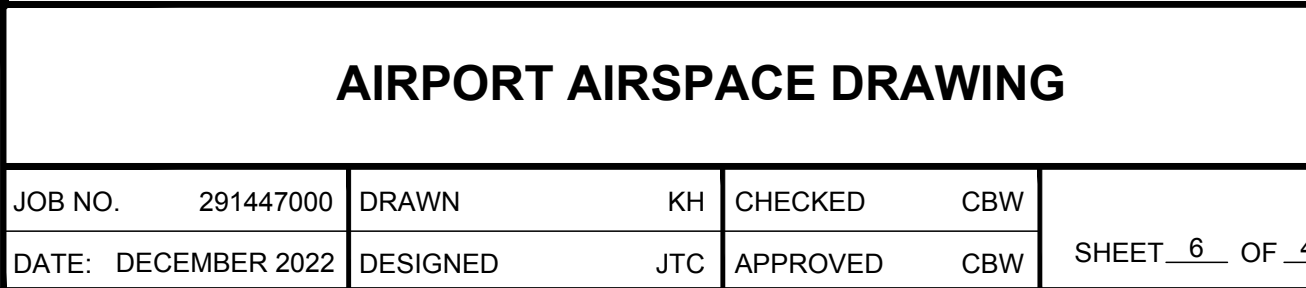 AIRPORT AIRSPACE DRAWING
JOB NO. 291447000 DRAWN KH CHECKED CBW
DATE: DECEMBER 2022 DESIGNED JTC APPROVED CBW
SHEET 6 OF